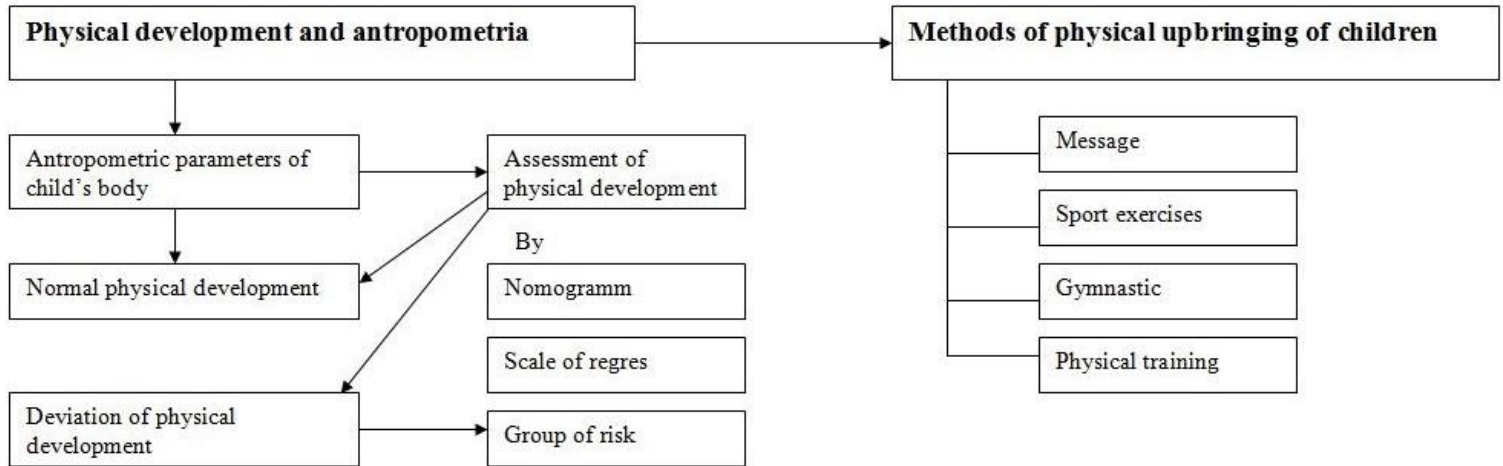 Physical development and antropometria
Methods of physical upbringing of children
Antropometric parameters of
child's body
Assessment of
physical development
Message
Sport exercises
By
Normal physical development
Nomogramm
Gymnastic
Scale of regres
Physical training
Deviation of physical
development
Group of risk